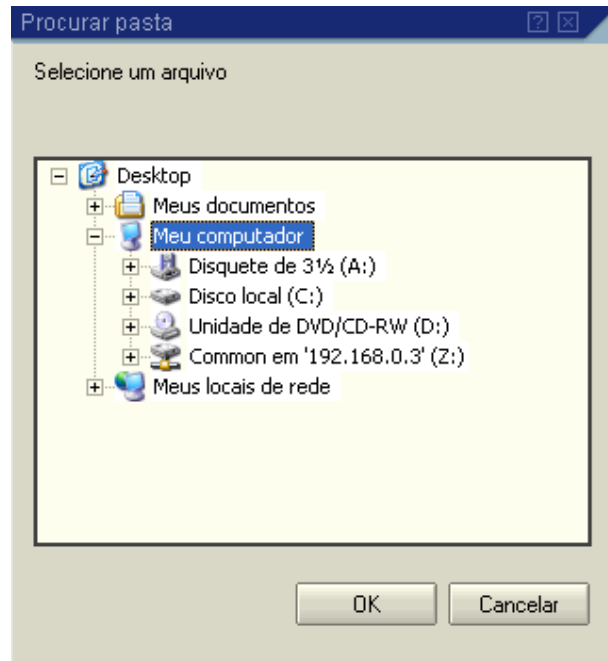 Procurar pasta
Selecione um arquivo
Desktop
Meus documentos
Meu computador
Disquete de 3½ (A:)
Disco local (C:)
Unidade de DVD/CD-RW (D:)
Common em '192.168.0.3' (Z:)
Meus locais de rede
OK Cancelar